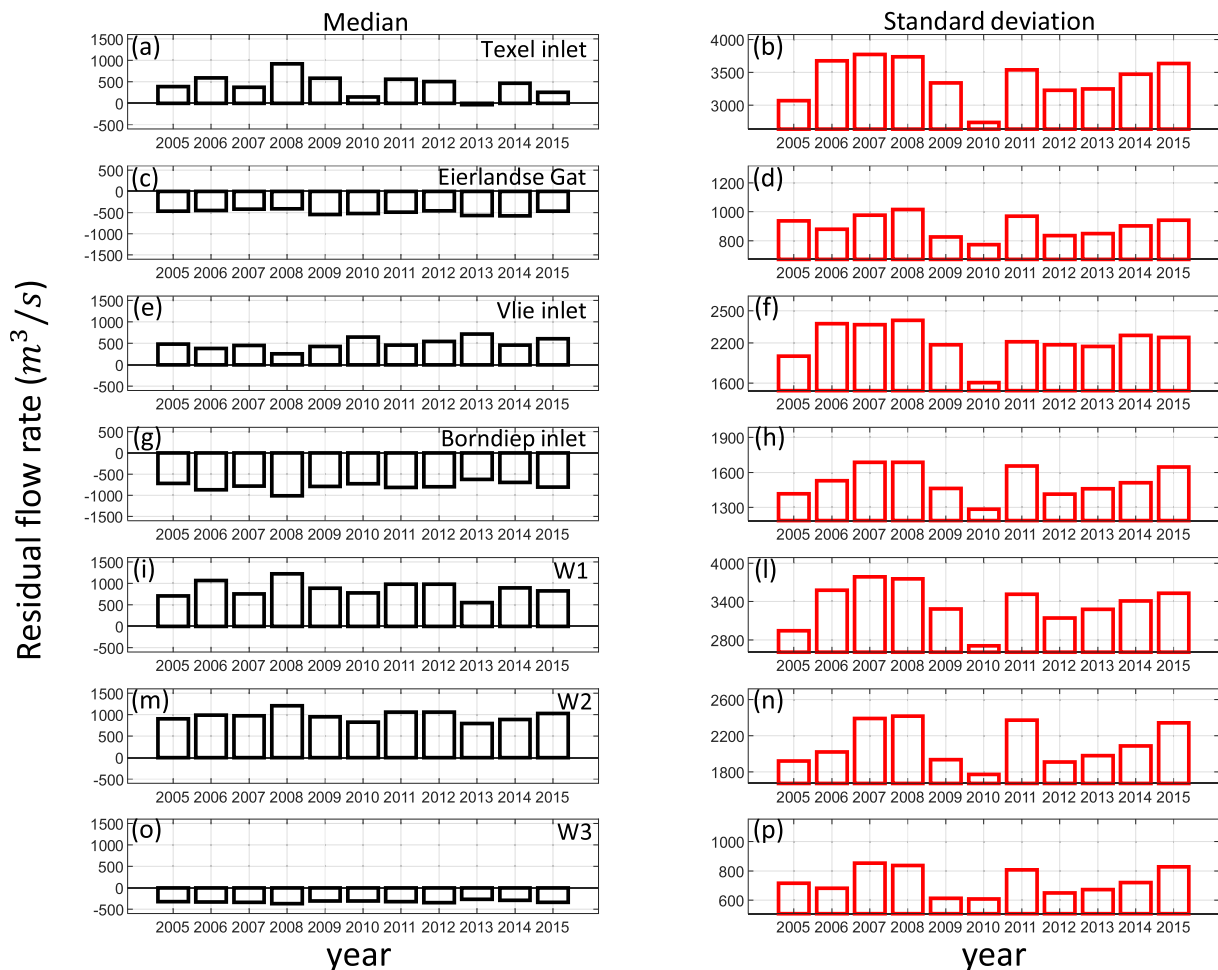 Median
Standard deviation
Residual flow rate (m³/s)
(a)
Texel inlet
1500
1000
500
0
-500
2005 2006 2007 2008 2009 2010 2011 2012 2013 2014 2015
(b)
4000
3500
3000
2005 2006 2007 2008 2009 2010 2011 2012 2013 2014 2015
(c)
Eierlandse Gat
500
0
-500
-1000
-1500
2005 2006 2007 2008 2009 2010 2011 2012 2013 2014 2015
(d)
1200
1000
800
2005 2006 2007 2008 2009 2010 2011 2012 2013 2014 2015
(e)
Vlie inlet
1500
1000
500
0
-500
2005 2006 2007 2008 2009 2010 2011 2012 2013 2014 2015
(f)
2500
2200
1600
2005 2006 2007 2008 2009 2010 2011 2012 2013 2014 2015
(g)
Borndiep inlet
500
0
-500
-1000
-1500
2005 2006 2007 2008 2009 2010 2011 2012 2013 2014 2015
(h)
1900
1600
1300
2005 2006 2007 2008 2009 2010 2011 2012 2013 2014 2015
(i)
W1
1500
1000
500
0
-500
2005 2006 2007 2008 2009 2010 2011 2012 2013 2014 2015
(l)
4000
3400
2800
2005 2006 2007 2008 2009 2010 2011 2012 2013 2014 2015
(m)
W2
1500
1000
500
0
-500
2005 2006 2007 2008 2009 2010 2011 2012 2013 2014 2015
(n)
2600
2200
1800
2005 2006 2007 2008 2009 2010 2011 2012 2013 2014 2015
(o)
W3
1500
1000
500
0
-500
2005 2006 2007 2008 2009 2010 2011 2012 2013 2014 2015
(p)
1000
800
600
2005 2006 2007 2008 2009 2010 2011 2012 2013 2014 2015
year
year